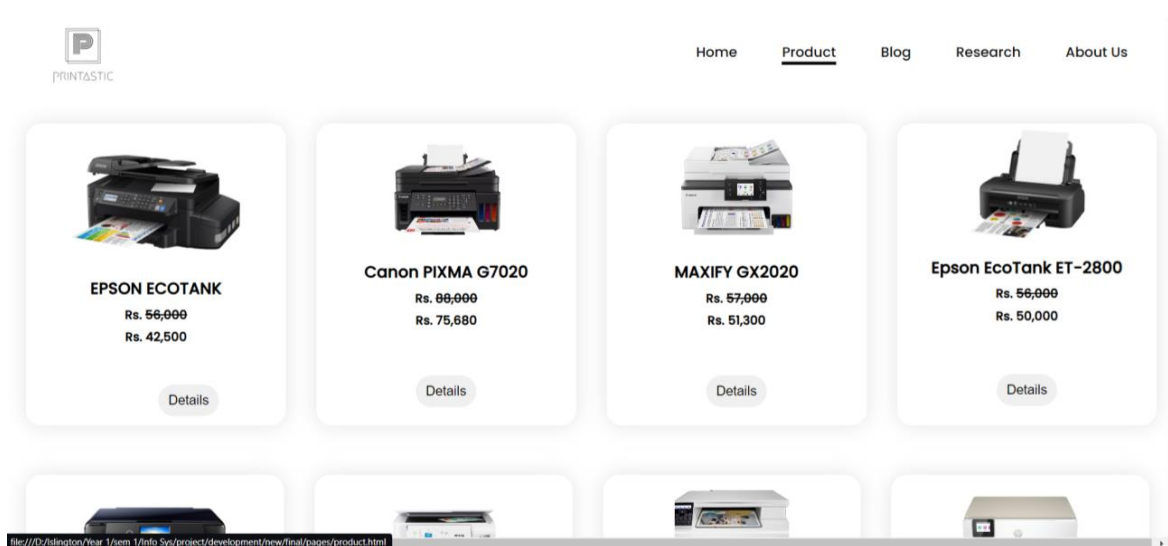 P
PRINTASTIC
Home Product Blog Research About Us
EPSON ECOTANK
Rs. 56,000
Rs. 42,500
Details
Canon PIXMA G7020
Rs. 88,000
Rs. 75,680
Details
MAXIFY GX2020
Rs. 57,000
Rs. 51,300
Details
Epson EcoTank ET-2800
Rs. 56,000
Rs. 50,000
Details
file:///D:/Islington/Year 1/sem 1/Info Sys/project/development/new/final/pages/product.html